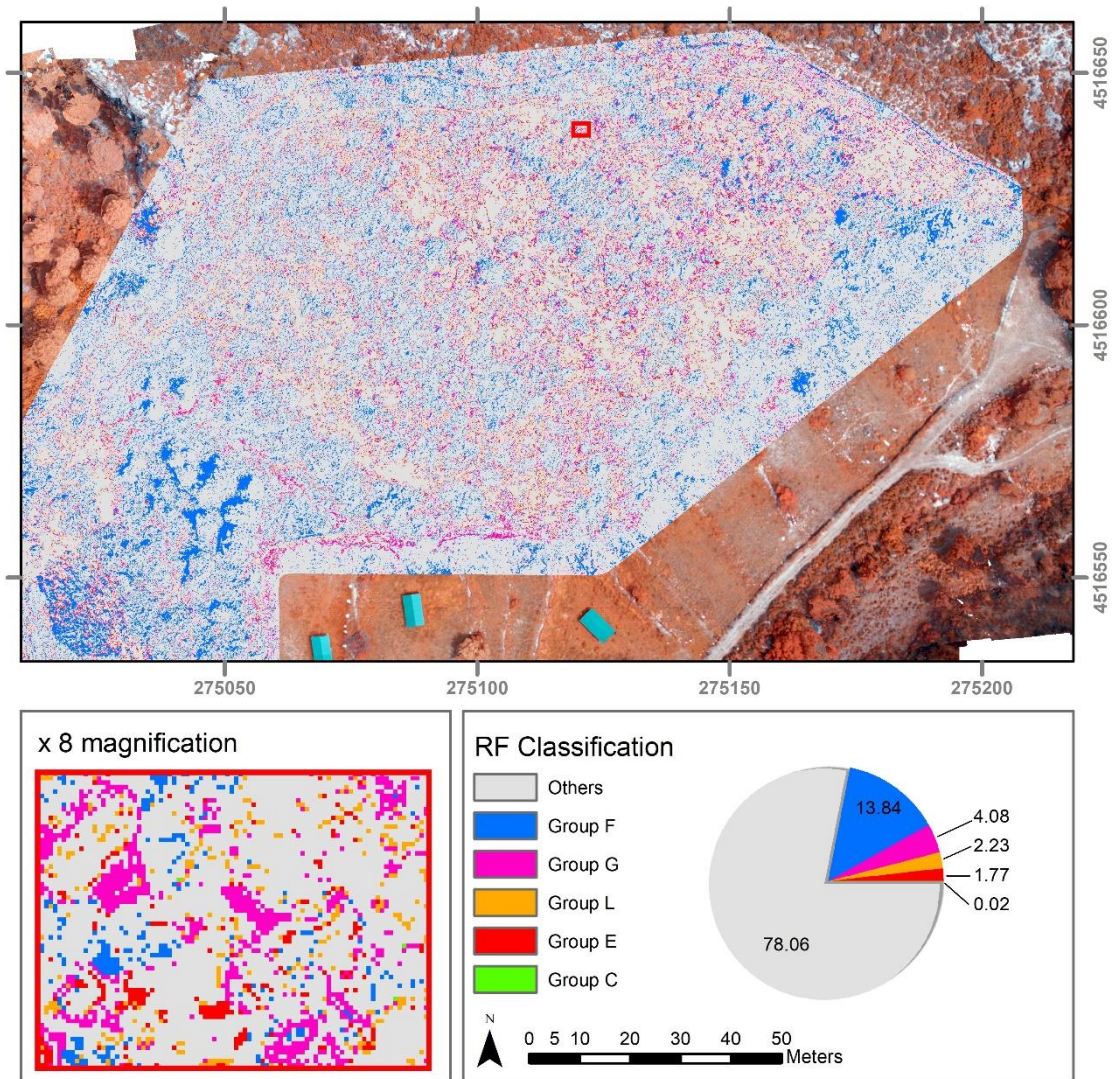 4516650
4516600
4516550
275050
275100
275150
275200
x 8 magnification
RF Classification
Others
Group F
Group G
Group L
Group E
Group C
13.84
4.08
2.23
1.77
0.02
78.06
N
0 5 10 20 30 40 50
Meters